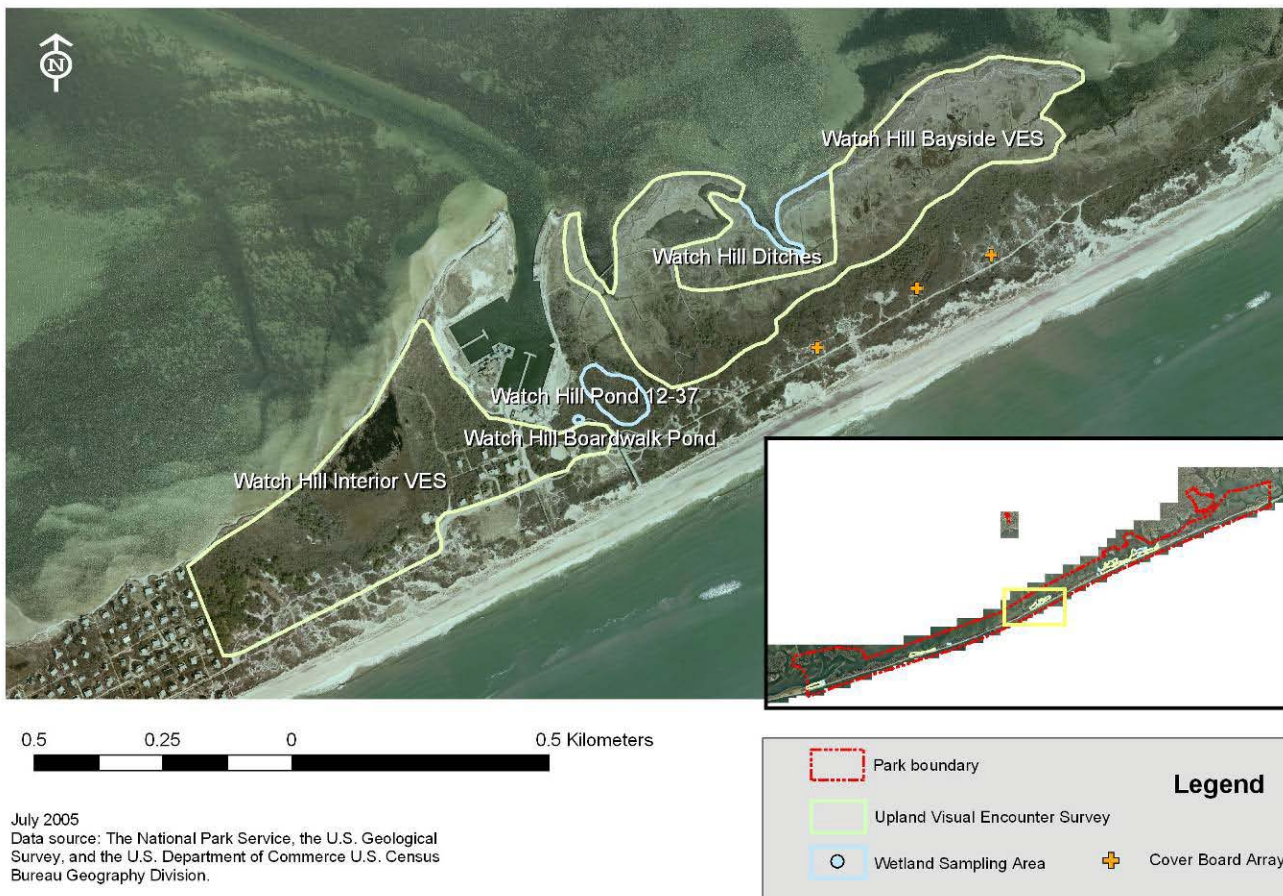 N
Watch Hill Bayside VES
Watch Hill Ditches
Watch Hill Pond 12-37
Watch Hill Boardwalk Pond
Watch Hill Interior VES
0.5 0.25 0 0.5 Kilometers
July 2005
Data source: The National Park Service, the U.S. Geological
Survey, and the U.S. Department of Commerce U.S. Census
Bureau Geography Division.
Legend
Park boundary
Upland Visual Encounter Survey
Wetland Sampling Area
Cover Board Array